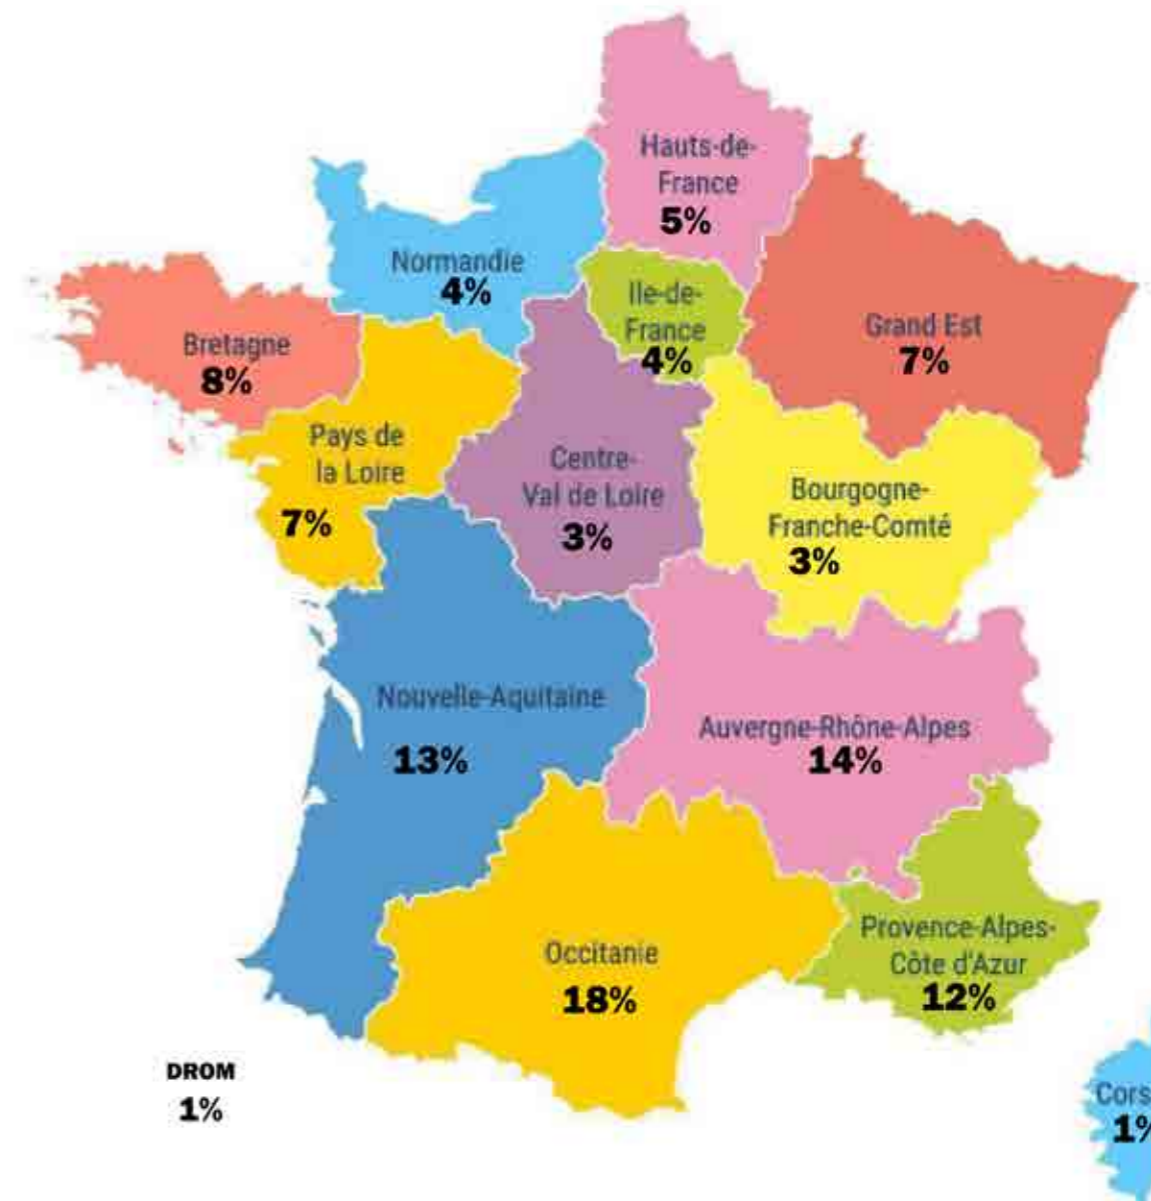 Hauts-de-
France
5%
Normandie
4%
Ile-de-
France
4%
Grand Est
7%
Bretagne
8%
Pays de
la Loire
7%
Centre-
Val de Loire
3%
Bourgogne-
Franche-Comté
3%
Nouvelle-Aquitaine
13%
Auvergne-Rhône-Alpes
14%
Occitanie
18%
Provence-Alpes-
Côte d'Azur
12%
DROM
1%
Cors
1%